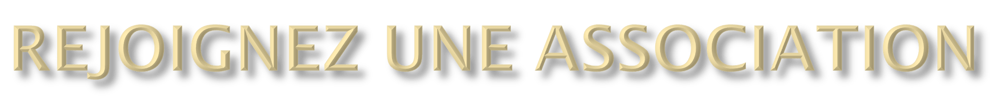 REJOIGNEZ UNE ASSOCIATION